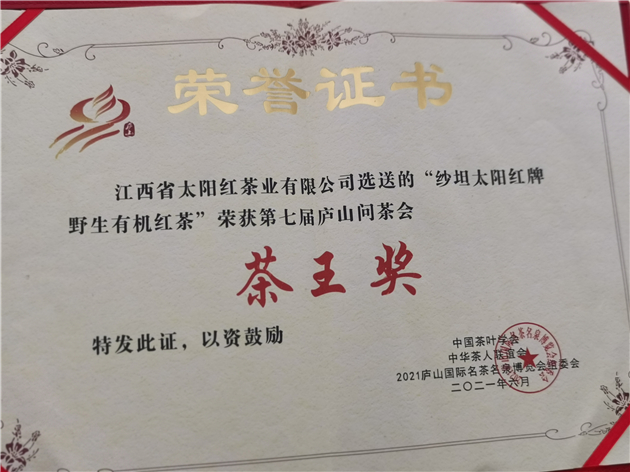 荣誉证书
江西省太阳红茶业有限公司选送的“纱坦太阳红牌
野生有机红茶”荣获第七届庐山问茶会
茶王奖
特发此证，以资鼓励
中国茶叶学会
中华茶人联谊会
2021庐山国际名茶名泉博览会组委会
二〇二一年六月